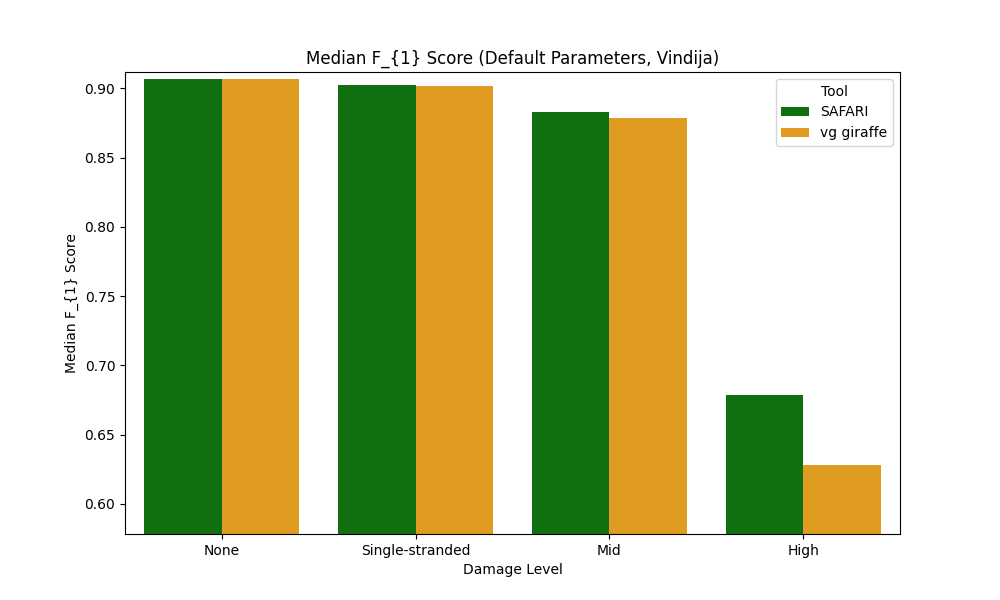 Median F_{1} Score (Default Parameters, Vindija)
Tool
SAFARI
vg giraffe
0.90
0.85
0.80
0.75
0.70
0.65
0.60
Median F_{1} Score
None
Single-stranded
Mid
High
Damage Level